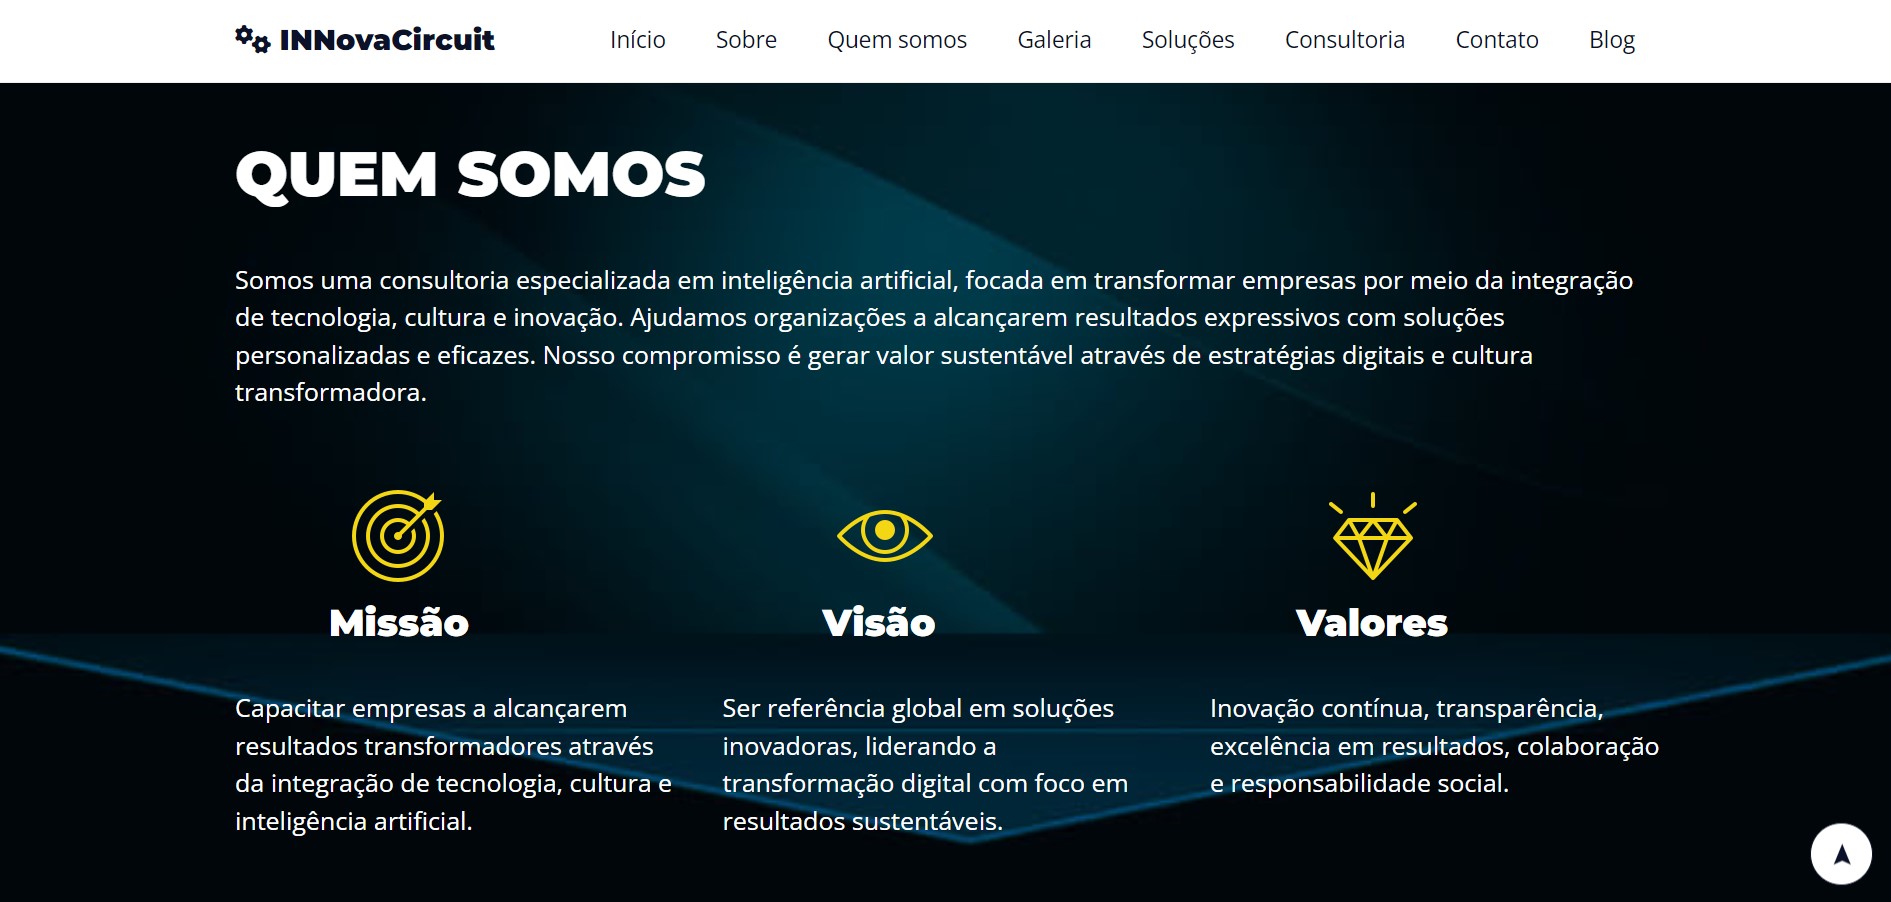 INNovaCircuit
Início Sobre Quem somos Galeria Soluções Consultoria Contato Blog
QUEM SOMOS
Somos uma consultoria especializada em inteligência artificial, focada em transformar empresas por meio da integração
de tecnologia, cultura e inovação. Ajudamos organizações a alcançarem resultados expressivos com soluções
personalizadas e eficazes. Nosso compromisso é gerar valor sustentável através de estratégias digitais e cultura
transformadora.
Missão
Capacitar empresas a alcançarem
resultados transformadores através
da integração de tecnologia, cultura e
inteligência artificial.
Visão
Ser referência global em soluções
inovadoras, liderando a
transformação digital com foco em
resultados sustentáveis.
Valores
Inovação contínua, transparência,
excelência em resultados, colaboração
e responsabilidade social.